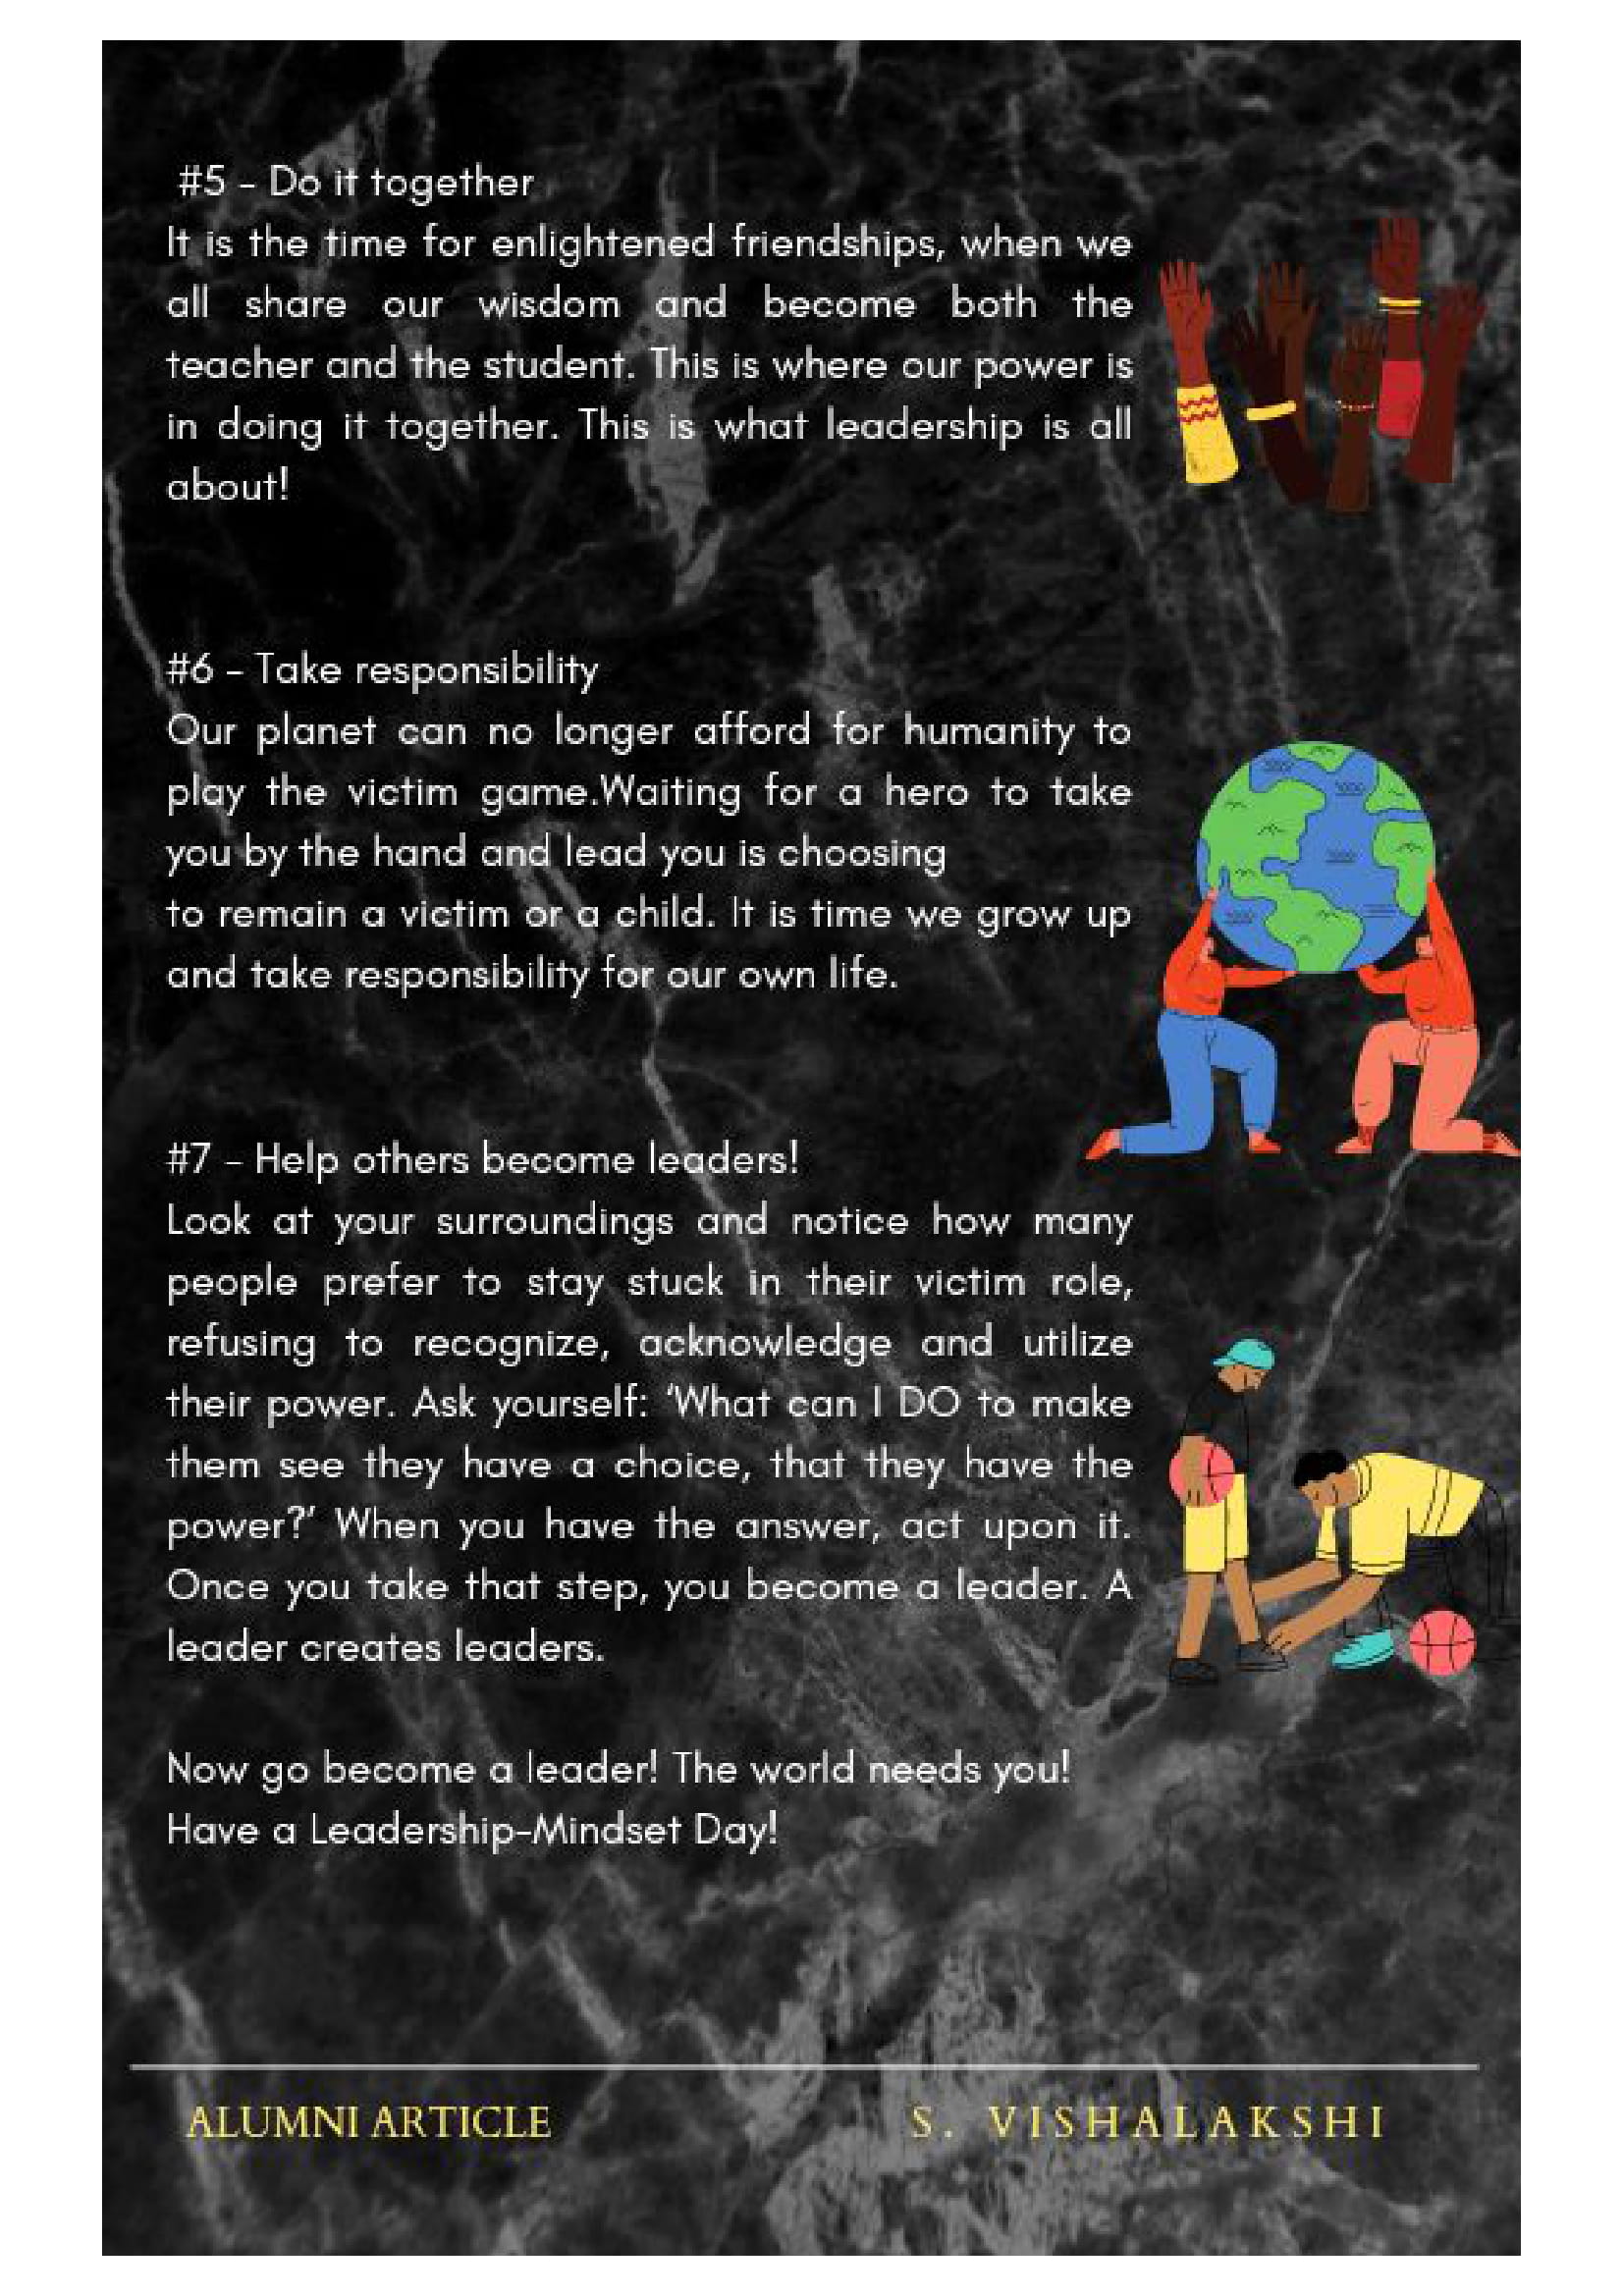 #5 – Do it together
It is the time for enlightened friendships, when we
all share our wisdom and become both the
teacher and the student. This is where our power is
in doing it together. This is what leadership is all
about!
#6 – Take responsibility
Our planet can no longer afford for humanity to
play the victim game.Waiting for a hero to take
you by the hand and lead you is choosing
to remain a victim or a child. It is time we grow up
and take responsibility for our own life.
#7 – Help others become leaders!
Look at your surroundings and notice how many
people prefer to stay stuck in their victim role,
refusing to recognize, acknowledge and utilize
their power. Ask yourself: ‘What can I DO to make
them see they have a choice, that they have the
power?’ When you have the answer, act upon it.
Once you take that step, you become a leader. A
leader creates leaders.
Now go become a leader! The world needs you!
Have a Leadership-Mindset Day!
ALUMNI ARTICLE
S. VISHALAKSHI